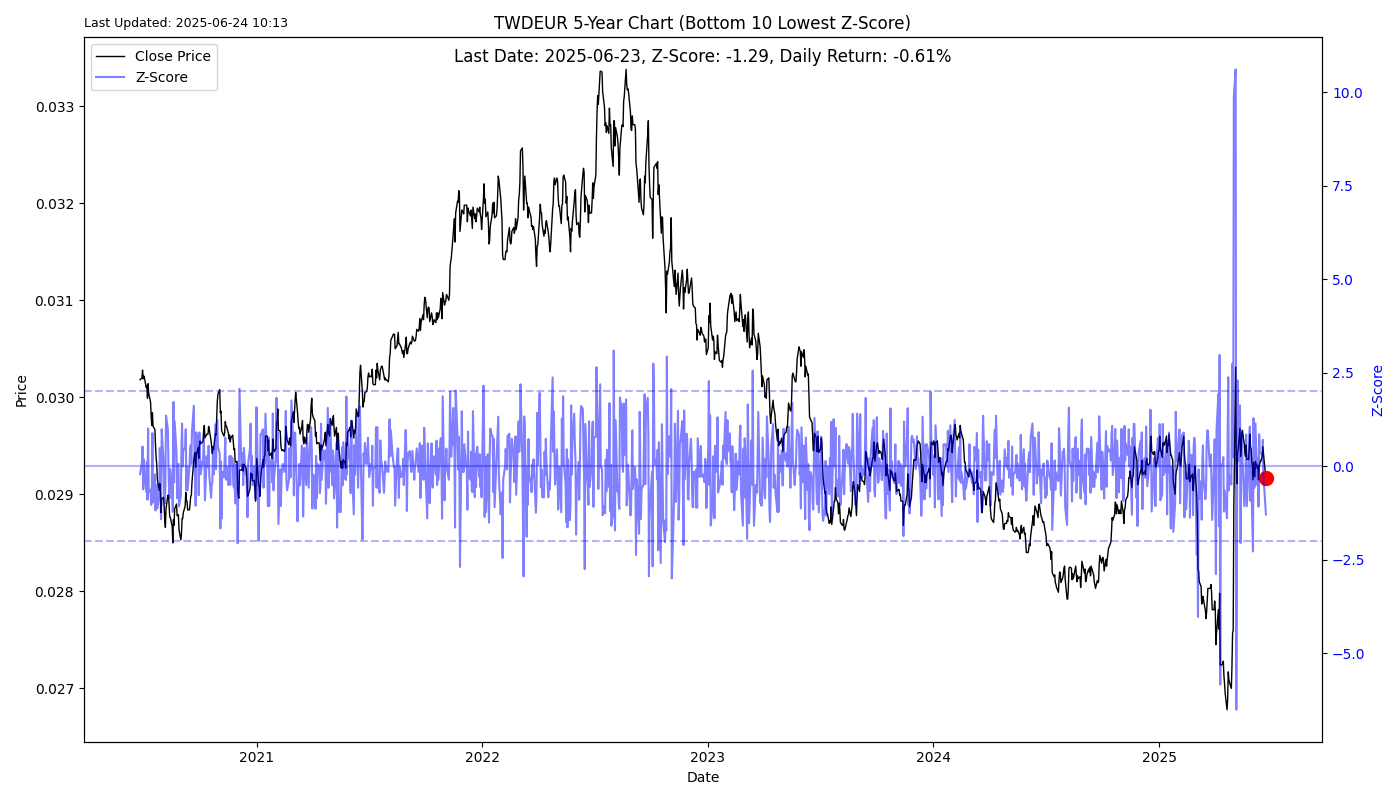 Last Updated: 2025-06-24 10:13
TWDEUR 5-Year Chart (Bottom 10 Lowest Z-Score)
Last Date: 2025-06-23, Z-Score: -1.29, Daily Return: -0.61%
Close Price
Z-Score
0.033
0.032
0.031
0.030
0.029
0.028
0.027
Price
10.0
7.5
5.0
2.5
0.0
−2.5
−5.0
Z-Score
2021
2022
2023
2024
2025
Date